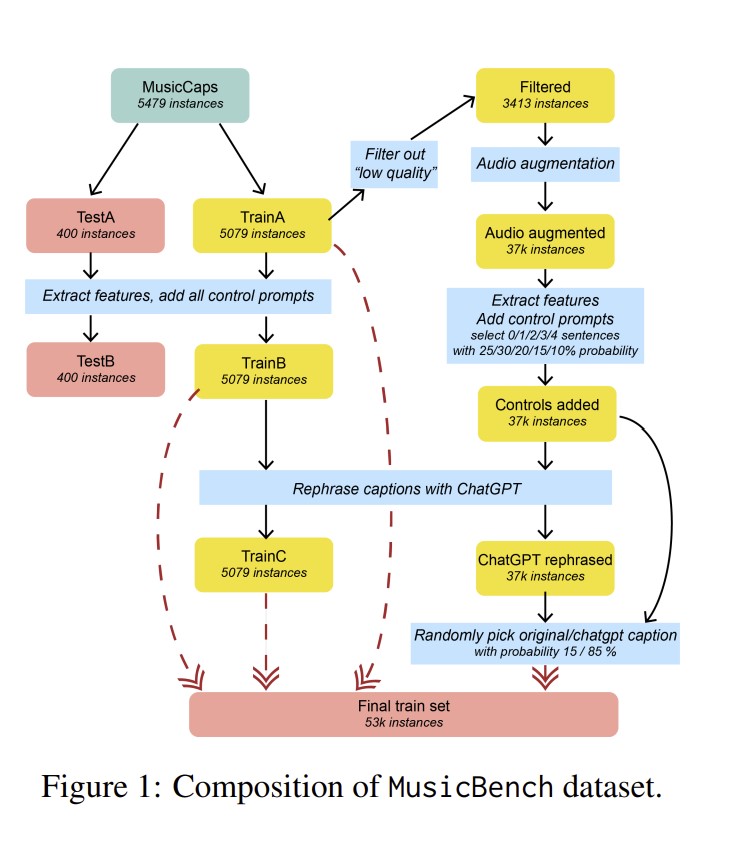 MusicCaps
5479 instances
Filtered
3413 instances
Filter out
“low quality”
Audio augmentation
TestA
400 instances
TrainA
5079 instances
Audio augmented
37k instances
Extract features, add all control prompts
Extract features
Add control prompts
select 0/1/2/3/4 sentences
with 25/30/20/15/10% probability
TestB
400 instances
TrainB
5079 instances
Controls added
37k instances
Rephrase captions with ChatGPT
TrainC
5079 instances
ChatGPT rephrased
37k instances
Randomly pick original/chatgpt caption
with probability 15 / 85 %
Final train set
53k instances
Figure 1: Composition of MusicBench dataset.